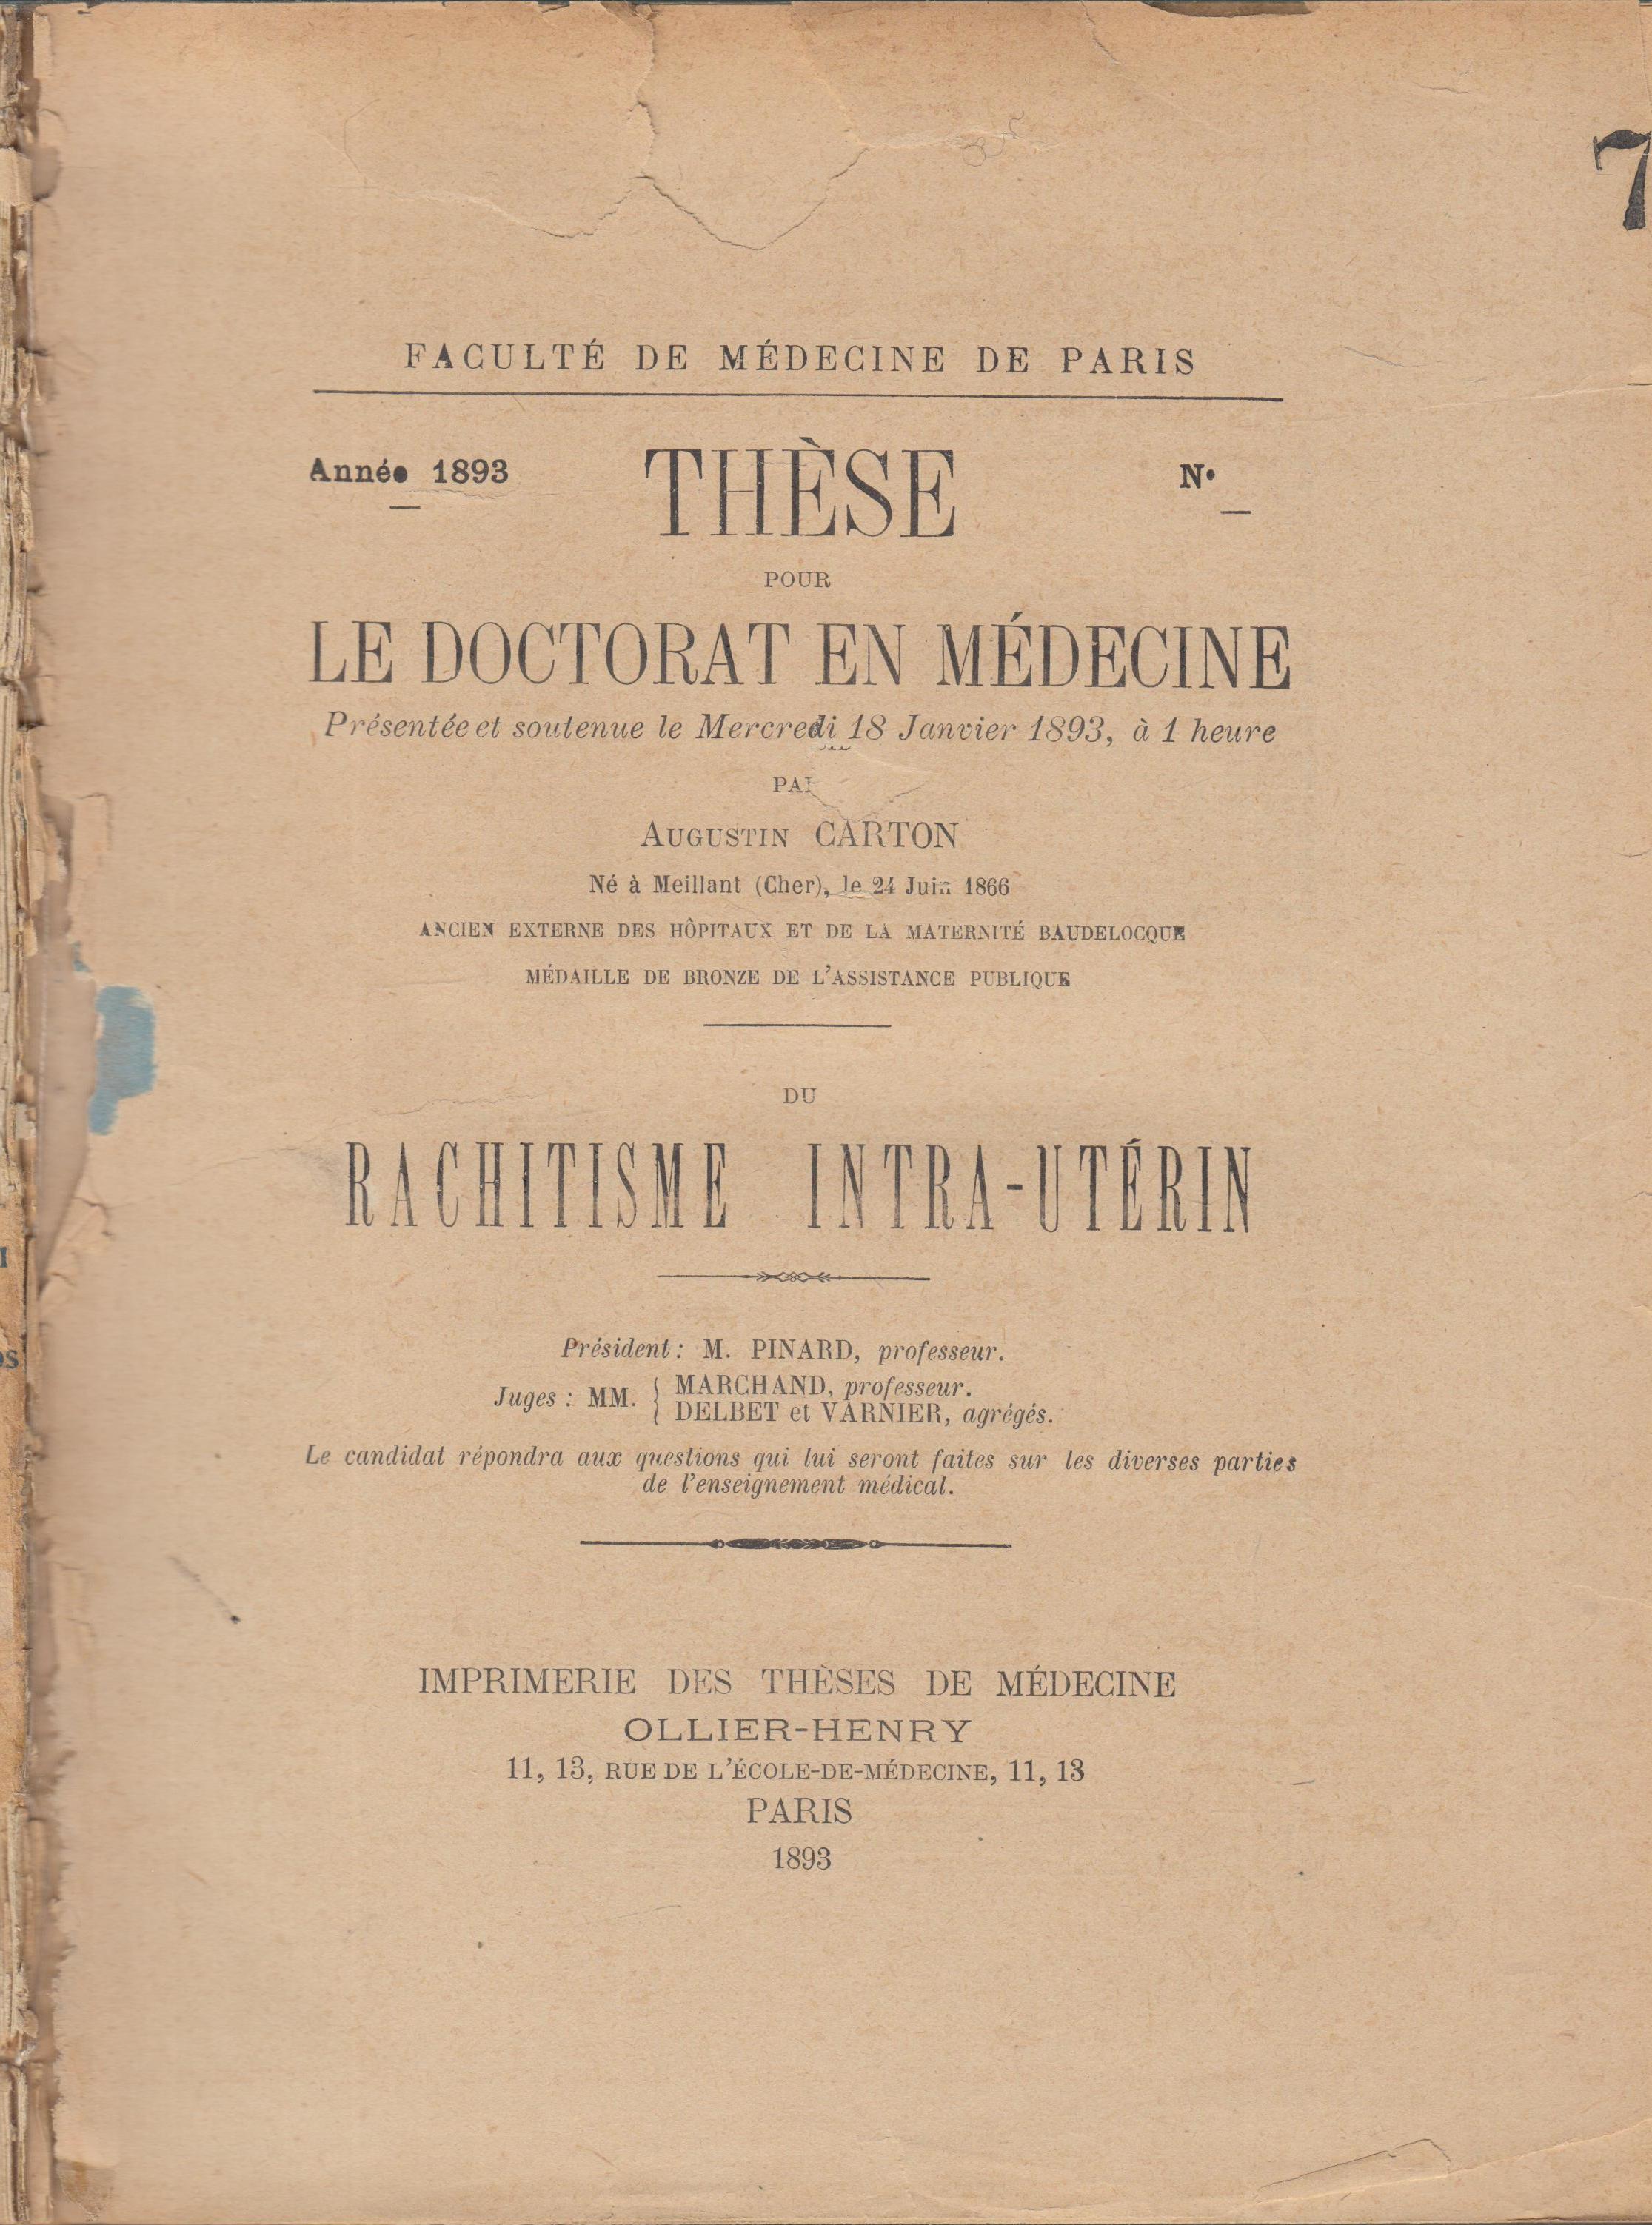 7
FACULTÉ DE MÉDECINE DE PARIS
Année 1893 THÈSE N°
POUR
LE DOCTORAT EN MÉDECINE
Présentée et soutenue le Mercredi 18 Janvier 1893, à 1 heure
PAR
AUGUSTIN CARTON
Né à Meillant (Cher), le 24 Juin 1866
ANCIEN EXTERNE DES HÔPITAUX ET DE LA MATERNITÉ BAUDELOCQUE
MÉDAILLE DE BRONZE DE L'ASSISTANCE PUBLIQUE
DU
RACHITISME INTRA-UTÉRIN
Président : M. PINARD, professeur.
Juges : MM. { MARCHAND, professeur.
DELBET et VARNIER, agrégés.
Le candidat répondra aux questions qui lui seront faites sur les diverses parties
de l'enseignement médical.
IMPRIMERIE DES THÈSES DE MÉDECINE
OLLIER-HENRY
11, 13, RUE DE L'ÉCOLE-DE-MÉDECINE, 11, 13
PARIS
1893